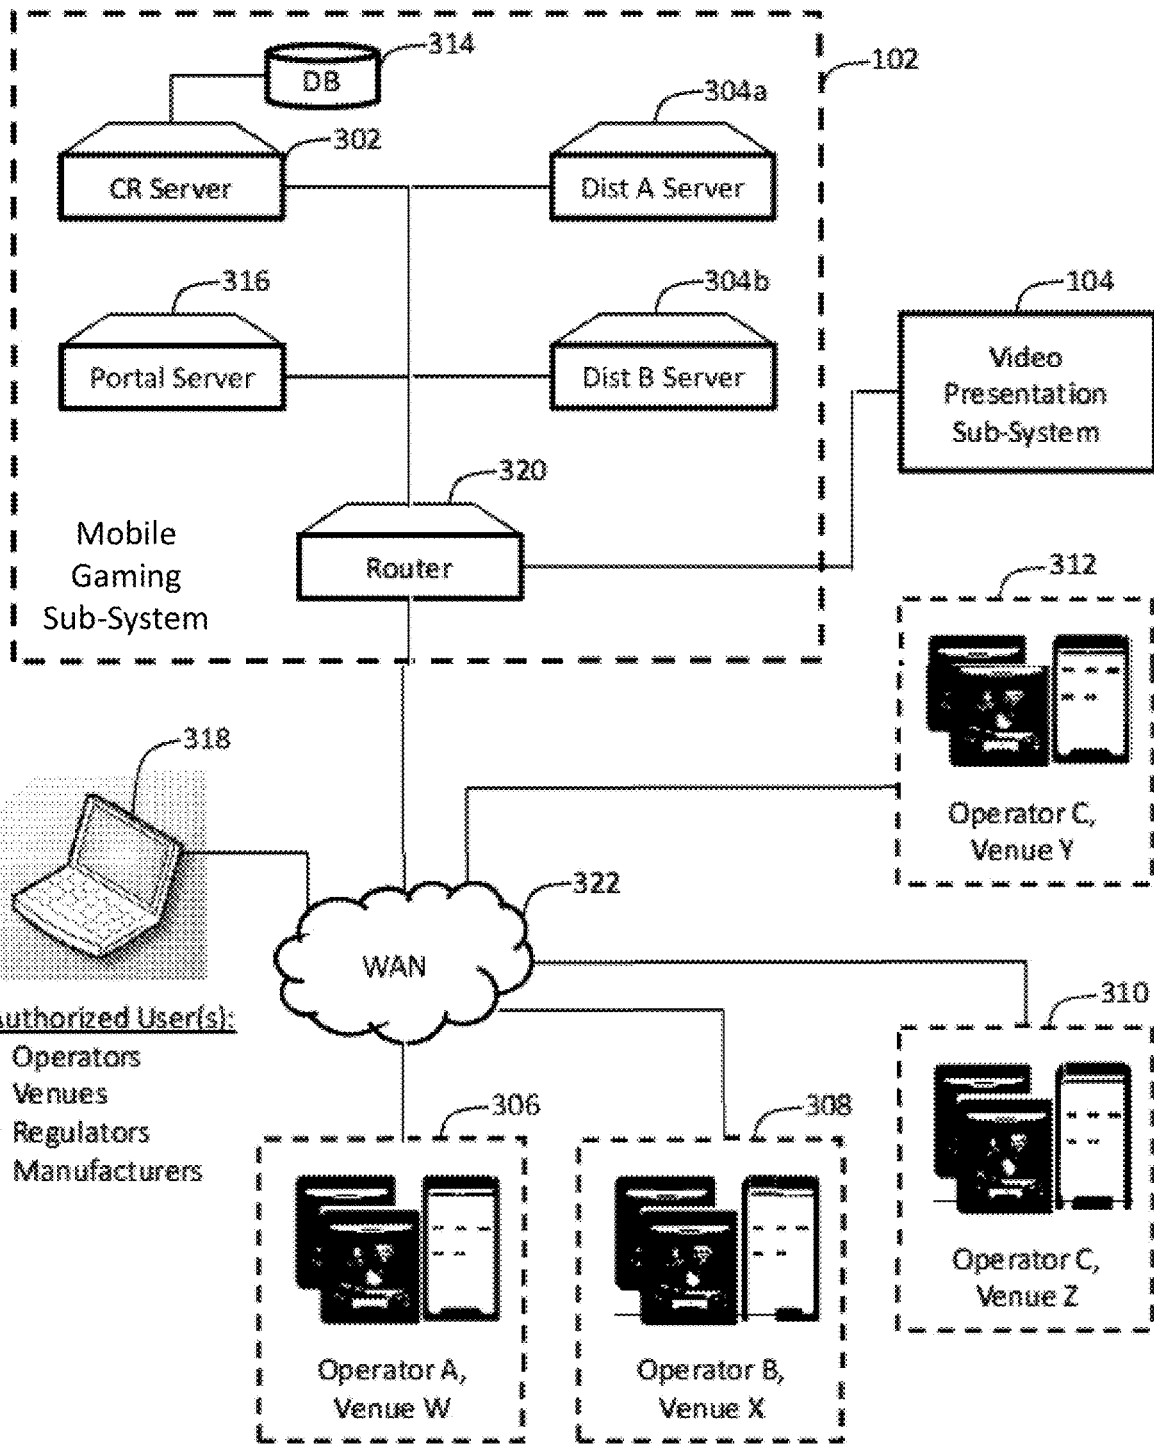 314
DB
102
304a
302
CR Server
Dist A Server
316
304b
104
Portal Server
Dist B Server
Video
Presentation
Sub-System
320
Mobile
Gaming
Sub-System
Router
312
318
Operator C,
Venue Y
322
WAN
310
Authorized User(s):
Operators
Venues
Regulators
Manufacturers
306
308
Operator C,
Venue Z
Operator A,
Venue W
Operator B,
Venue X